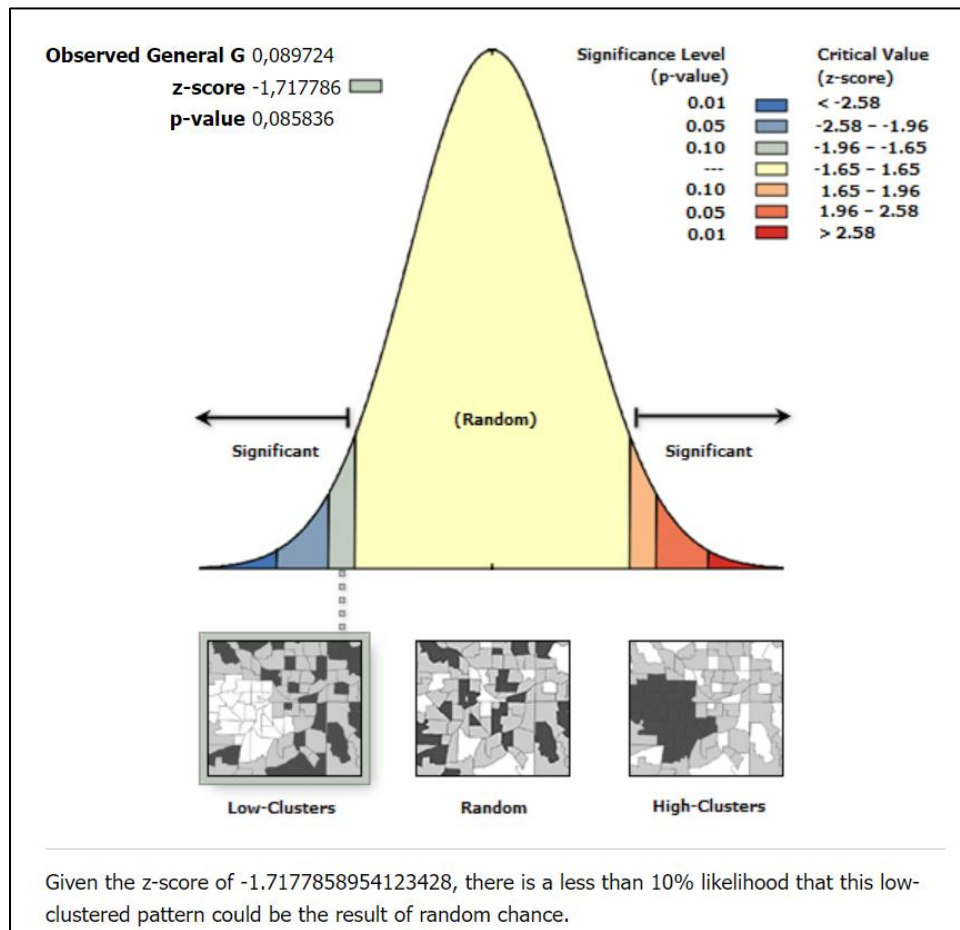 Observed General G 0,089724
z-score -1,717786
p-value 0,085836
Significance Level
(p-value)
Critical Value
(z-score)
0.01 < -2.58
0.05 -2.58 – -1.96
0.10 -1.96 – -1.65
--- -1.65 – 1.65
0.10 1.65 – 1.96
0.05 1.96 – 2.58
0.01 > 2.58
(Random)
Significant
Significant
Low-Clusters
Random
High-Clusters
Given the z-score of -1.7177858954123428, there is a less than 10% likelihood that this low-
clustered pattern could be the result of random chance.